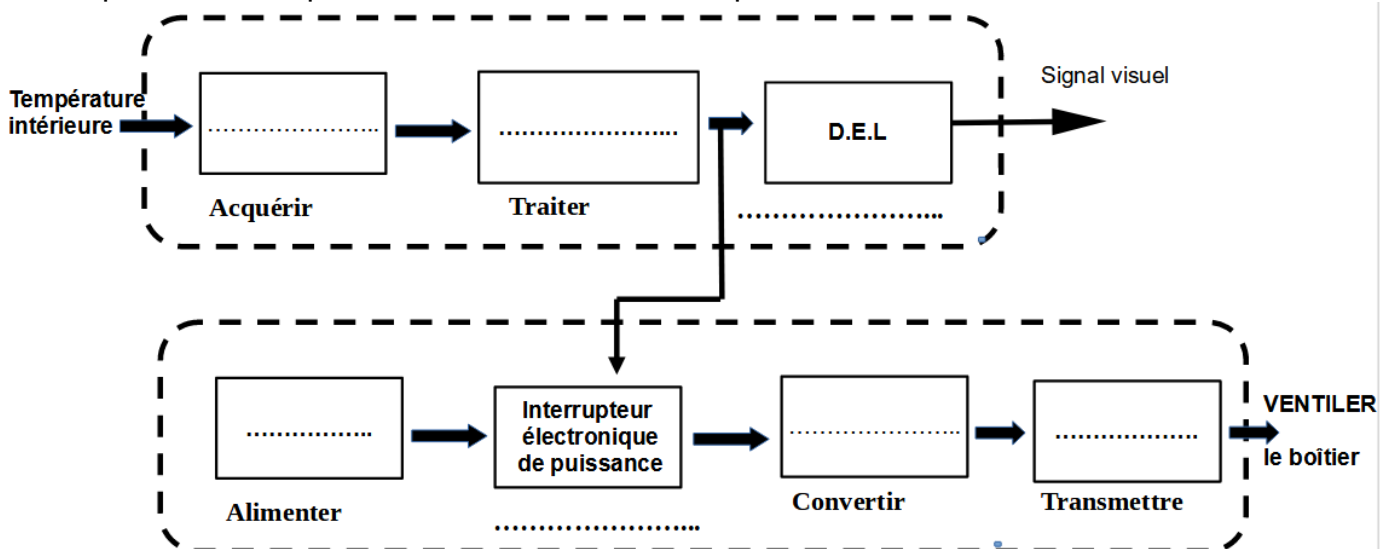 Température
intérieure
........................
........................
D.E.L
Signal visuel
Acquérir
Traiter
........................
..................
Interrupteur
électronique
de puissance
........................
....................
VENTILER
le boîtier
Alimenter
........................
Convertir
Transmettre